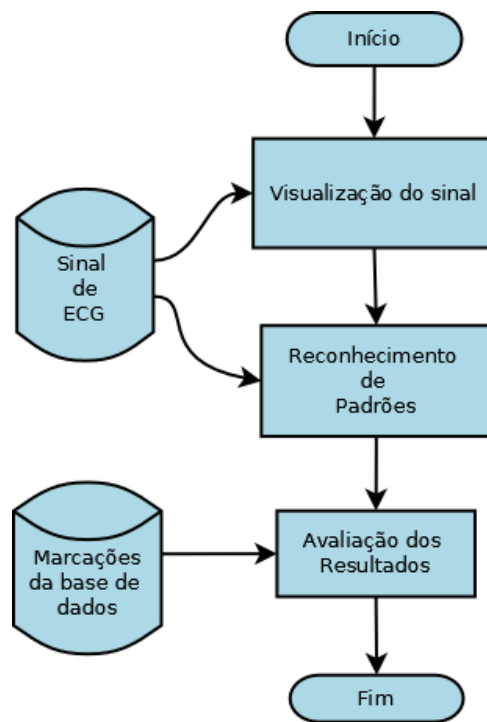 Início
Visualização do sinal
Sinal
de
ECG
Reconhecimento
de
Padrões
Marcações
da base de
dados
Avaliação dos
Resultados
Fim